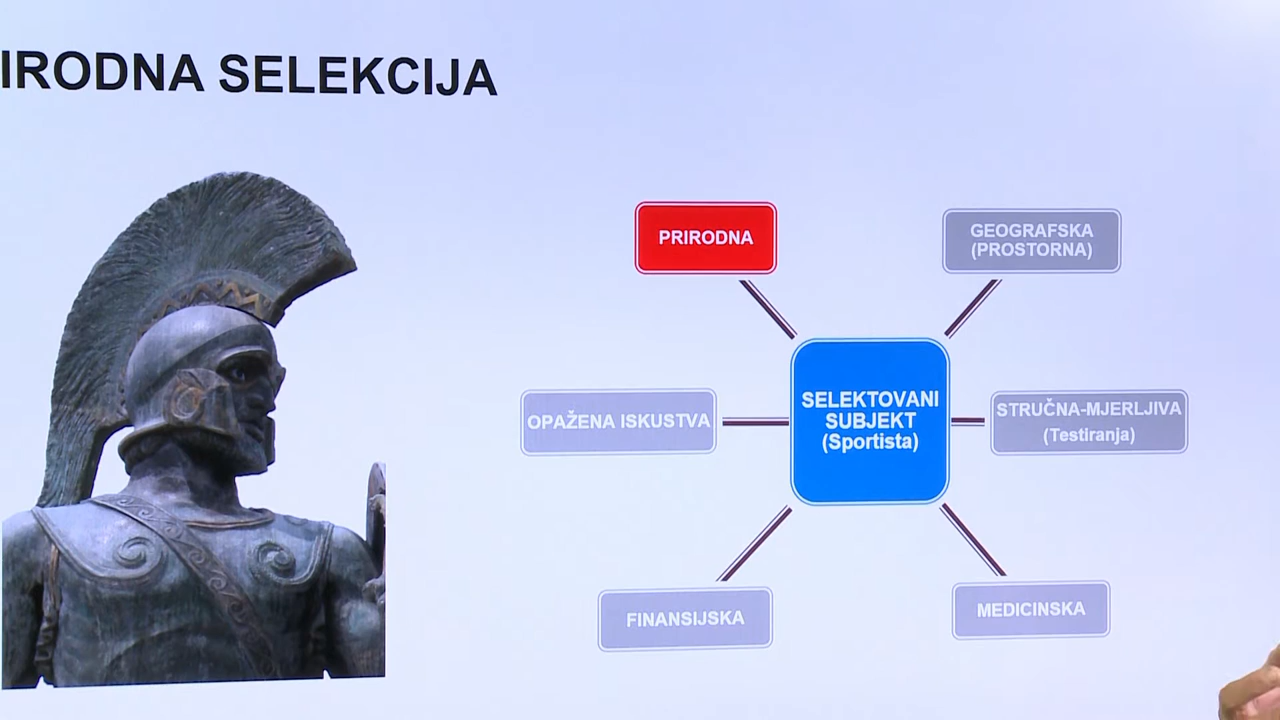 IRODNA SELEKCIJA
PRIRODNA
GEOGRAFSKA
(PROSTORNA)
OPAŽENA ISKUSTVA
SELEKTOVANI
SUBJEKT
(Sportista)
STRUČNA-MJERLJIVA
(Testiranja)
FINANSIJSKA
MEDICINSKA